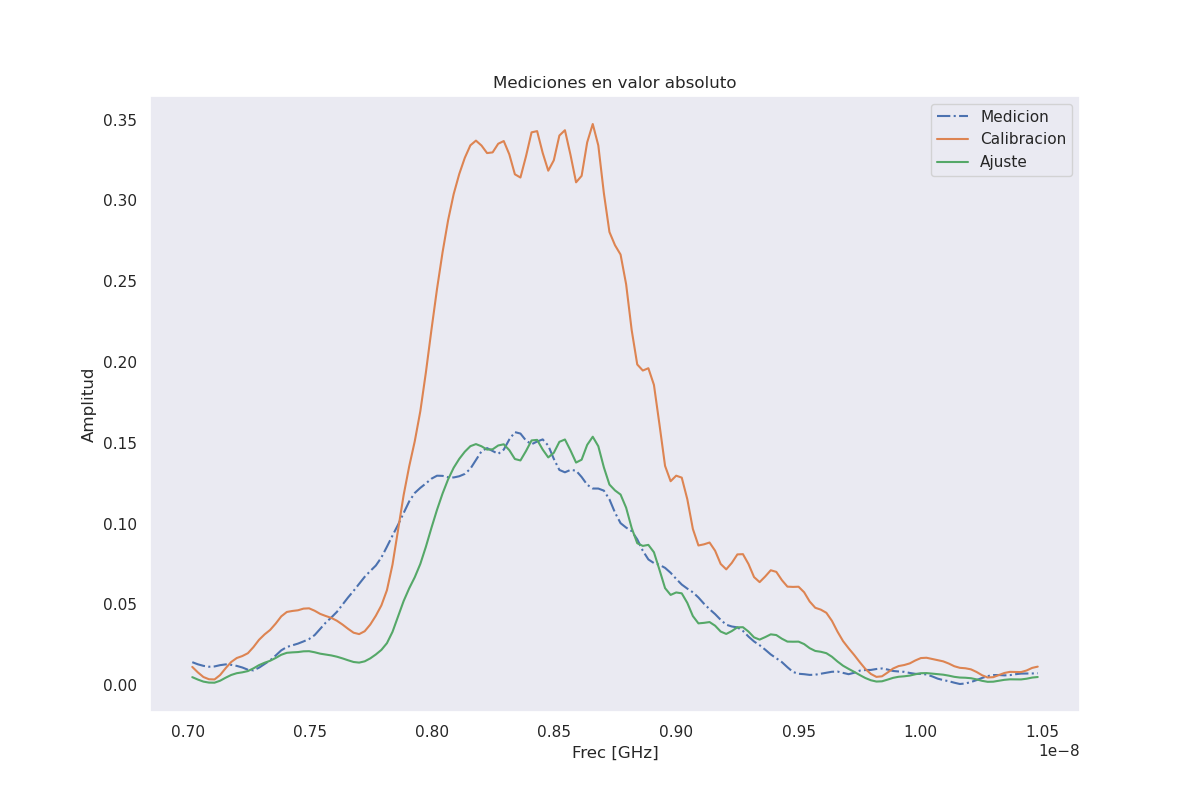 Mediciones en valor absoluto
Medicion
Calibracion
Ajuste
Amplitud
0.35
0.30
0.25
0.20
0.15
0.10
0.05
0.00
0.70 0.75 0.80 0.85 0.90 0.95 1.00 1.05
1e−8
Frec [GHz]